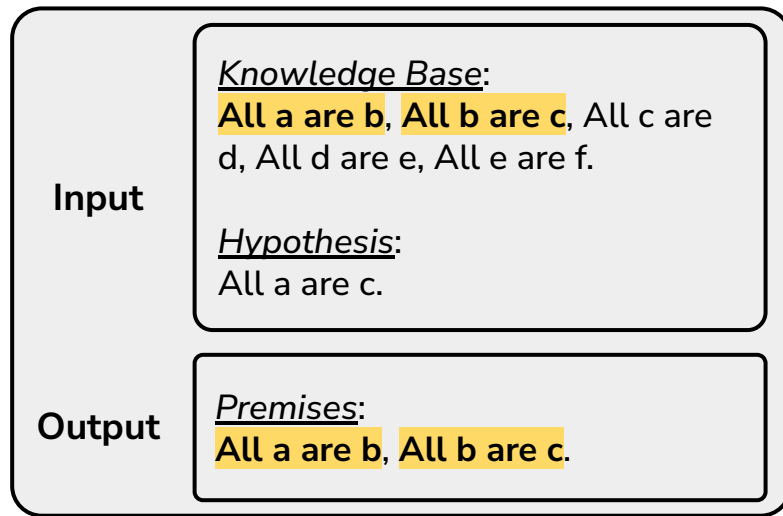 Knowledge Base:
All a are b, All b are c, All c are
d, All d are e, All e are f.
Input
Hypothesis:
All a are c.
Output
Premises:
All a are b, All b are c.